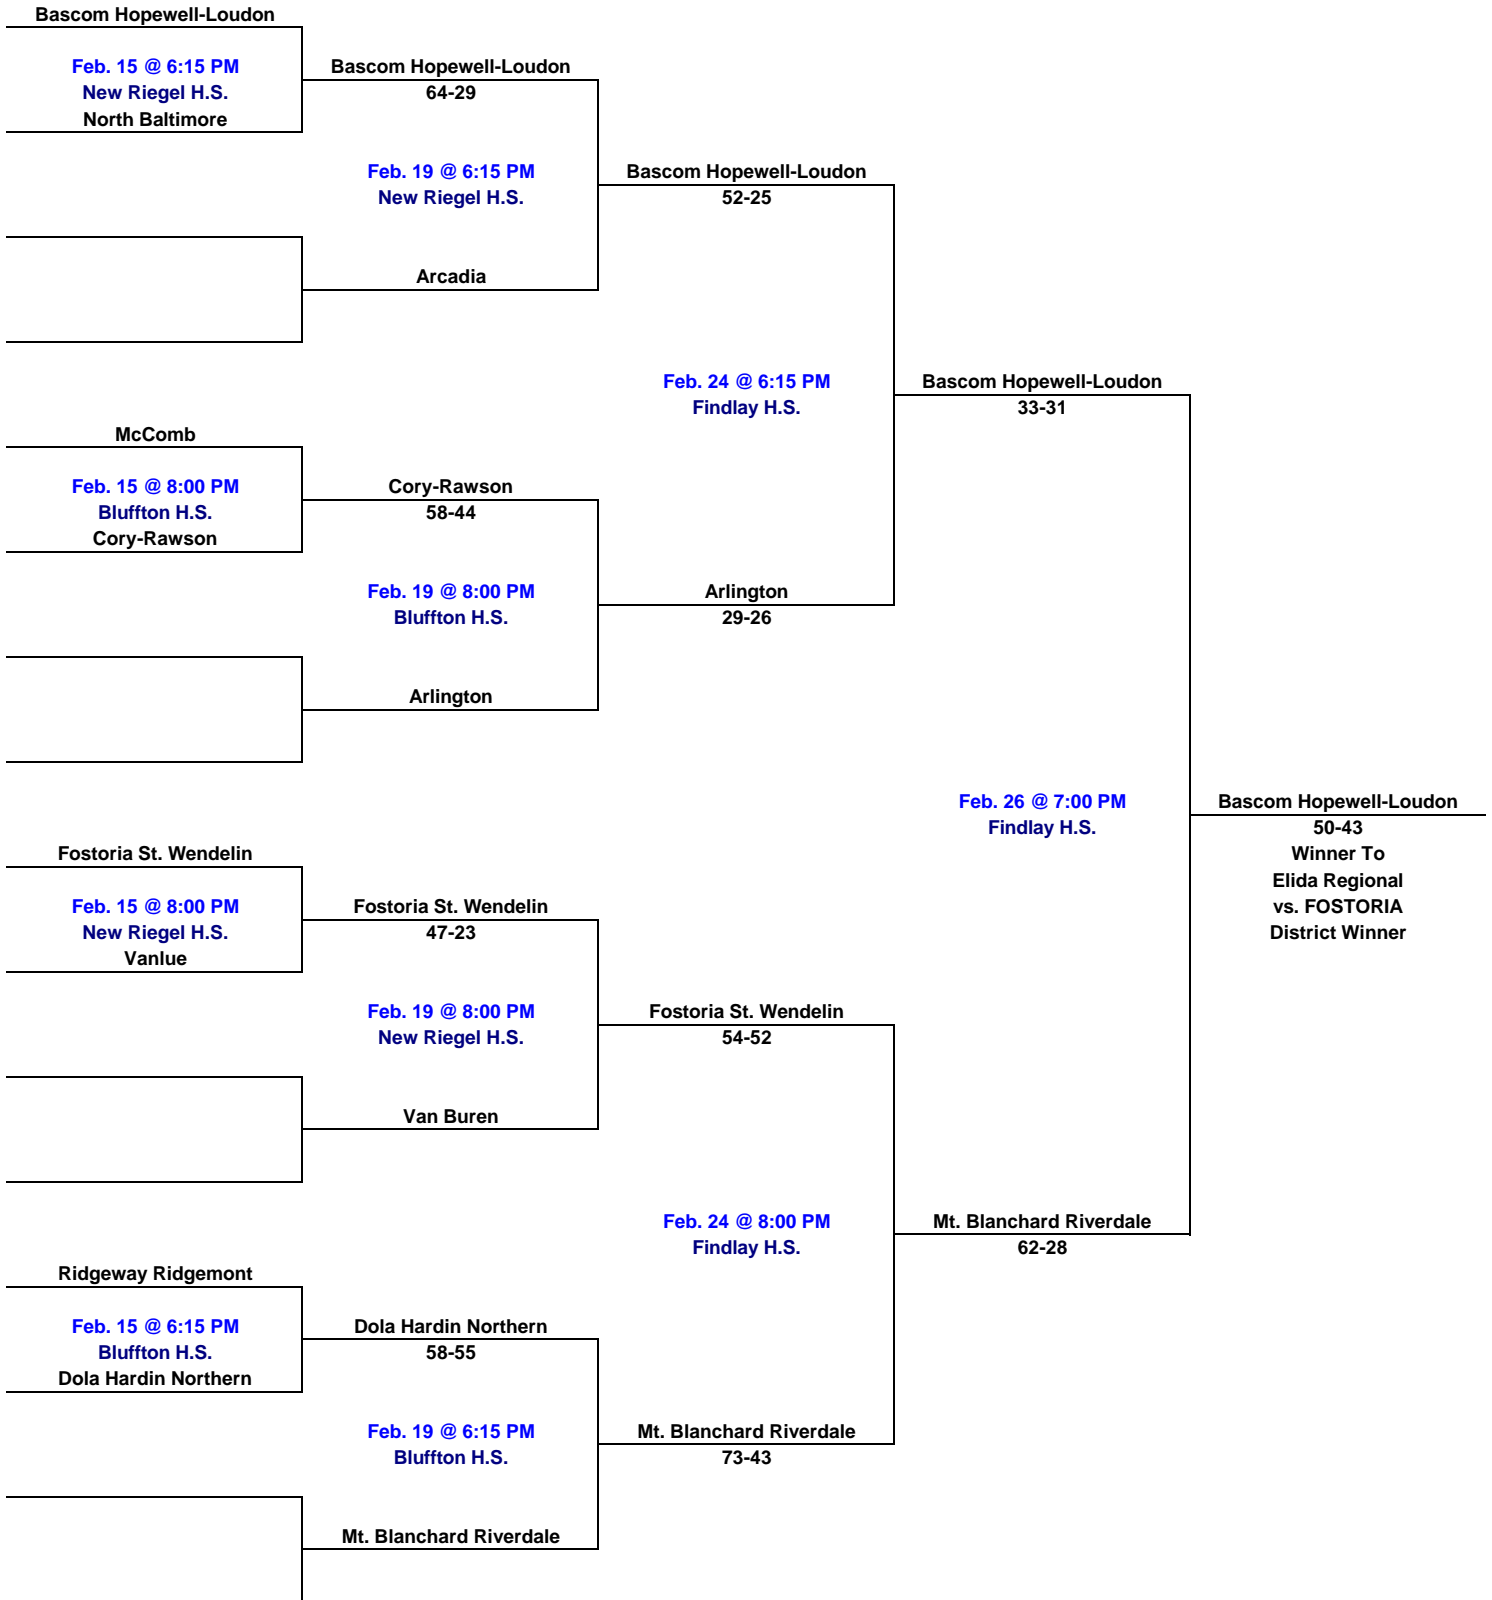 Bascom Hopewell-Loudon
Feb. 15 @ 6:15 PM
New Riegel H.S.
North Baltimore
Bascom Hopewell-Loudon
64-29
Feb. 19 @ 6:15 PM
New Riegel H.S.
Arcadia
Bascom Hopewell-Loudon
52-25
McComb
Feb. 15 @ 8:00 PM
Bluffton H.S.
Cory-Rawson
Cory-Rawson
58-44
Feb. 19 @ 8:00 PM
Bluffton H.S.
Arlington
Arlington
29-26
Feb. 24 @ 6:15 PM
Findlay H.S.
Bascom Hopewell-Loudon
33-31
Fostoria St. Wendelin
Feb. 15 @ 8:00 PM
New Riegel H.S.
Vanlue
Fostoria St. Wendelin
47-23
Feb. 19 @ 8:00 PM
New Riegel H.S.
Van Buren
Fostoria St. Wendelin
54-52
Ridgeway Ridgemont
Feb. 15 @ 6:15 PM
Bluffton H.S.
Dola Hardin Northern
Dola Hardin Northern
58-55
Feb. 19 @ 6:15 PM
Bluffton H.S.
Mt. Blanchard Riverdale
Mt. Blanchard Riverdale
73-43
Feb. 24 @ 8:00 PM
Findlay H.S.
Mt. Blanchard Riverdale
62-28
Feb. 26 @ 7:00 PM
Findlay H.S.
Bascom Hopewell-Loudon
50-43
Winner To
Elida Regional
vs. FOSTORIA
District Winner